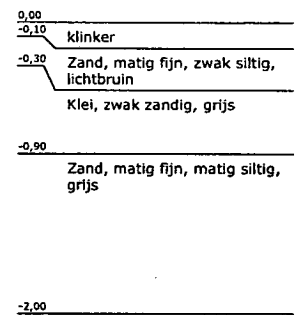 0,00
-0,10
klinker
-0,30
Zand, matig fijn, zwak siltig,
lichtbruin
Klei, zwak zandig, grijs
-0,90
Zand, matig fijn, matig siltig,
grijs
-2,00